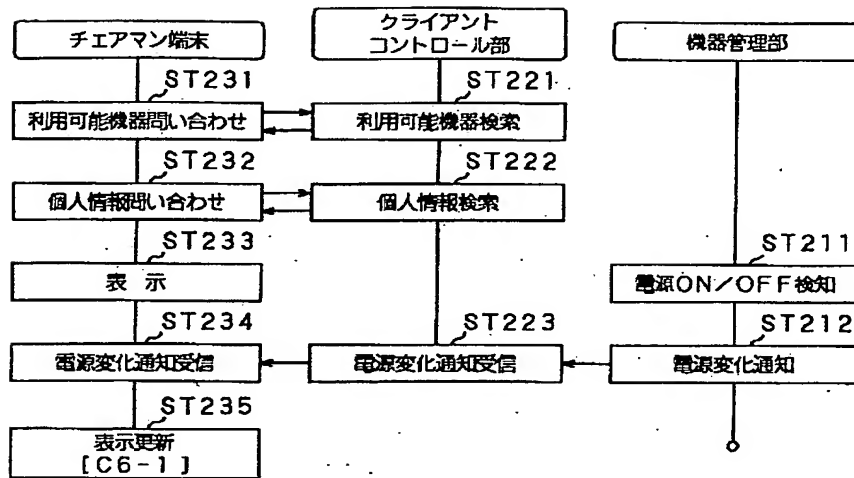 チェアマン端末
クライアント
コントロール部
機器管理部
ST231
ST221
利用可能機器問い合わせ
利用可能機器検索
ST232
ST222
個人情報問い合わせ
個人情報検索
ST233
ST211
表 示
電源ON/OFF検知
ST234
ST223
ST212
電源変化通知受信
電源変化通知受信
電源変化通知
ST235
表示更新
[C6-1]